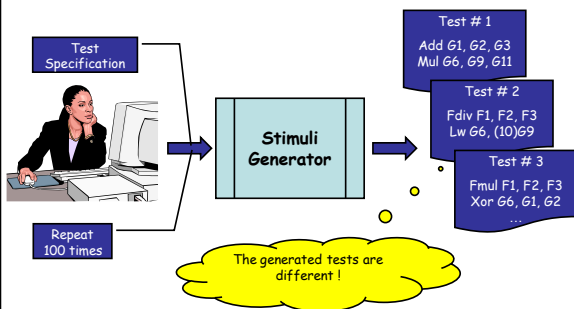 Test
Specification
Repeat
100 times
Stimuli
Generator
Test # 1
Add G1, G2, G3
Mul G6, G9, G11
Test # 2
Fdiv F1, F2, F3
Lw G6, (10)G9
Test # 3
Fmul F1, F2, F3
Xor G6, G1, G2
...
The generated tests are
different !